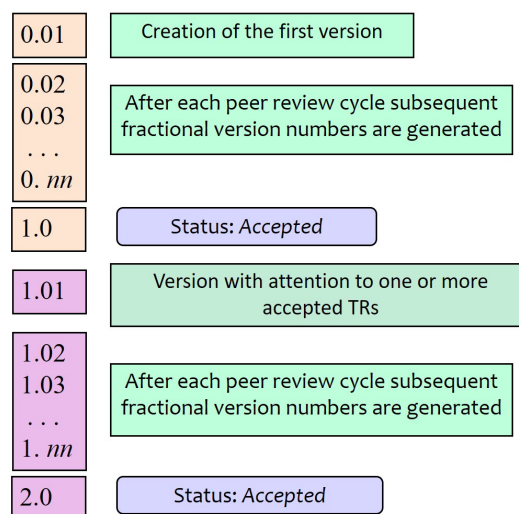 0.01
Creation of the first version
0.02
0.03
. . .
0. nn
After each peer review cycle subsequent
fractional version numbers are generated
1.0
Status: Accepted
1.01
Version with attention to one or more
accepted TRs
1.02
1.03
. . .
1. nn
After each peer review cycle subsequent
fractional version numbers are generated
2.0
Status: Accepted